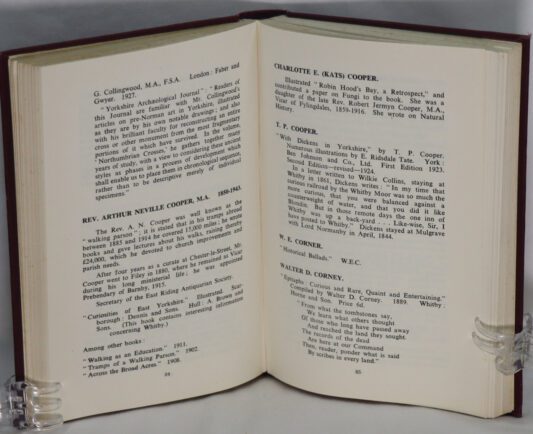 G. Collingwood, M.A., F.S.A. London: Faber and
Gwyer. 1927.
"Yorkshire Archæological Journal": "Readers of
this Journal are familiar with Mr. Collingwood's
articles on pre-Norman art in Yorkshire, illustrated
as they are by his own notable drawings; and also
with his brilliant faculty for reconstructing an entire
cross or other monument from the most fragmentary
portions of it which have survived. In the volume,
'Northumbrian Crosses,' he gathers together many
years of study, with a view to considering these several
styles as phases in a process of development, which
shall enable us to place them in chronological sequence,
rather than to be descriptive merely of individual
specimens."
REV. ARTHUR NEVILLE COOPER, M.A. 1850-1943.
The Rev. A. N. Cooper was well known as the
"walking parson"; it is stated that in his tramps abroad
between 1885 and 1914 he covered 15,000 miles; he wrote
books and gave lectures about his walks, raising thereby
£24,000, which he devoted to church improvement and
parish needs.
After four years as a curate at Chester-le-Street, Mr.
Cooper went to Filey in 1880, where he remained as Vicar
during his long ministerial life; he was appointed
Prebendary of Barnby, 1915.
Secretary of the East Riding Antiquarian Society.
"Curiosities of East Yorkshire." Illustrated. Scar-
borough: Dennis and Sons. Hull: A. Brown and
Sons. (This book contains interesting information
concerning Whitby.)
Among other books:
"Walking as an Education." 1911.
"Tramps of a Walking Parson." 1902.
"Across the Broad Acres." 1908.
64
CHARLOTTE E. (KATS) COOPER.
Illustrated "Robin Hood's Bay, a Retrospect," and
contributed a paper on Fungi to the book. She was a
daughter of the late Rev. Robert Jermyn Cooper, M.A.,
Vicar of Fylingdales, 1859-1916. She wrote on Natural
History.
T. P. COOPER.
"With Dickens in Yorkshire," by T. P. Cooper.
Numerous illustrations by E. Ridsdale Tate. York:
Ben Johnson and Co., Ltd. First Edition 1923.
Second Edition—revised—1924.
In a letter written to Wilkie Collins, staying at
Whitby in 1861, Dickens writes: "In my time that
curious railroad by the Whitby Moor was so much the
more curious, that you were balanced against a
counterweight of water, and that you did it like
Blondin. But in those remote days the one inn of
Whitby was up a back-yard . . . Like-wise, Sir, I
have posted to Whitby." Dickens stayed at Mulgrave
with Lord Normanby in April, 1844.
W. E. CORNER.
"Historical Ballads." W.E.C.
WALTER D. CORNEY.
"Epitaphs: Curious and Rare, Quaint and Entertaining."
Compiled by Walter D. Corney. 1889. Whitby:
Horne and Son. Price 6d.
"From what the tombstones say,
We learn what others thought
Of those who long have passed away
And reached the land they sought.
The records of the dead
Are here at our Command
Then, reader, ponder what is said
By scribes in every land."
65